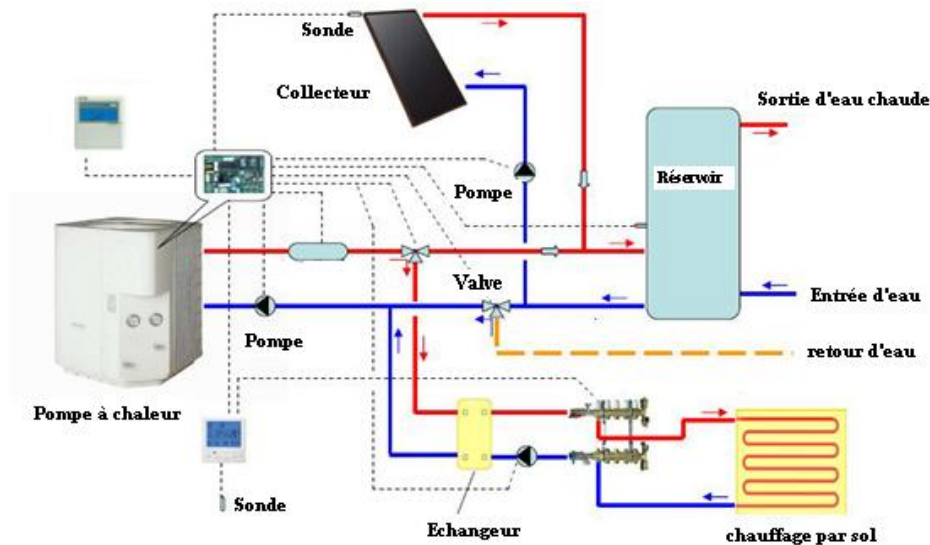 Sonde
Collecteur
Sortie d'eau chaude
Réservoir
Pompe
Valve
Entrée d'eau
Pompe
retour d'eau
Pompe à chaleur
Sonde
Echangeur
chauffage par sol